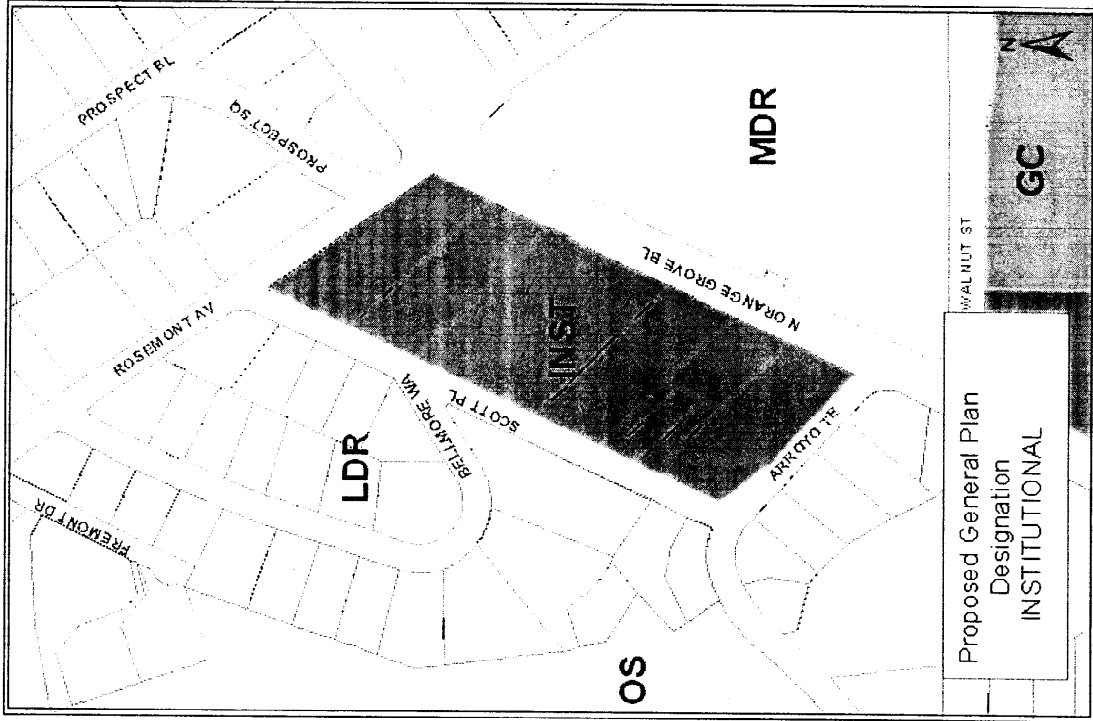 PROSPECT BL
PROSPECT SQ
ROSEMONT AV
FREMONT DR
LDR
BELLMORE WA
SCOTT PL
INST
N ORANGE GROVE BL
MDR
ARROYO TE
OS
WALNUT ST
GC
N
Proposed General Plan
Designation
INSTITUTIONAL